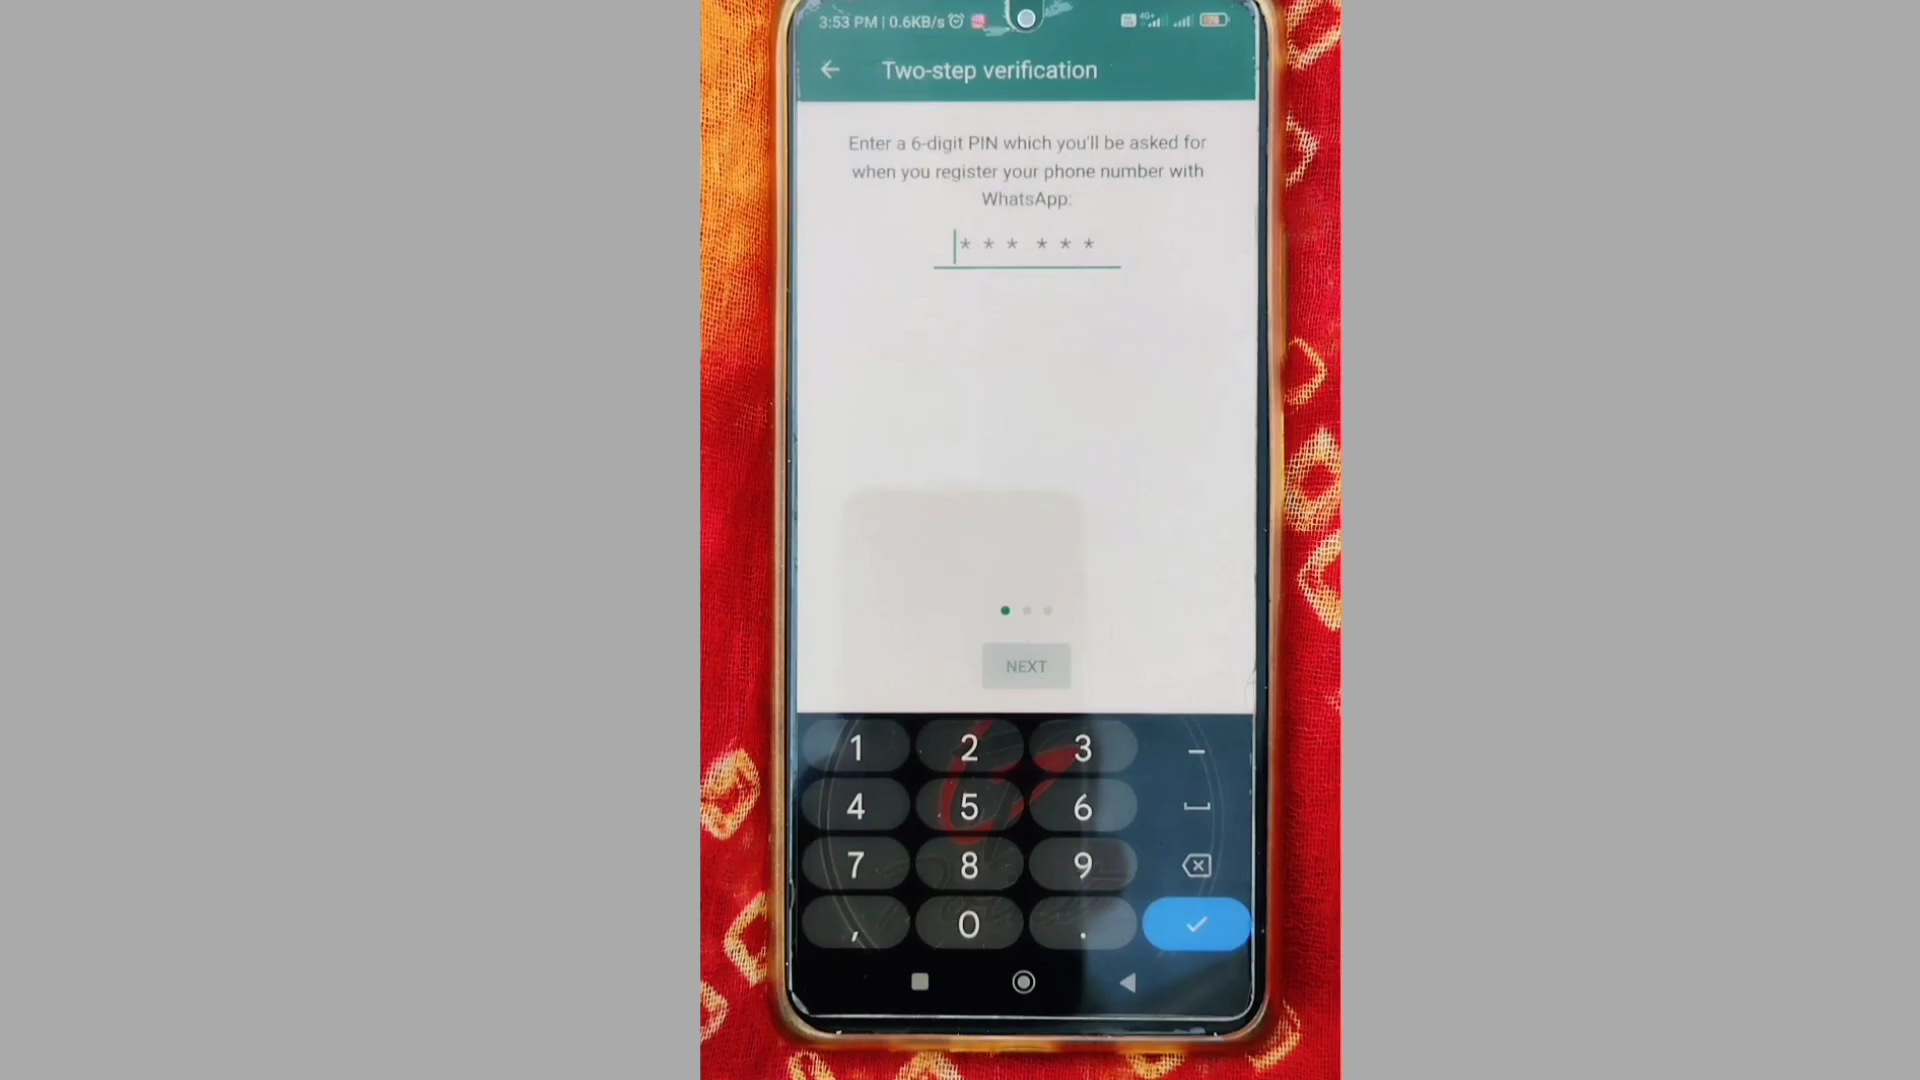 3:53 PM | 0.6KB/s
Two-step verification
Enter a 6-digit PIN which you'll be asked for
when you register your phone number with
WhatsApp:
* * * * * *
NEXT
1 2 3 -
4 5 6
7 8 9
, 0 .